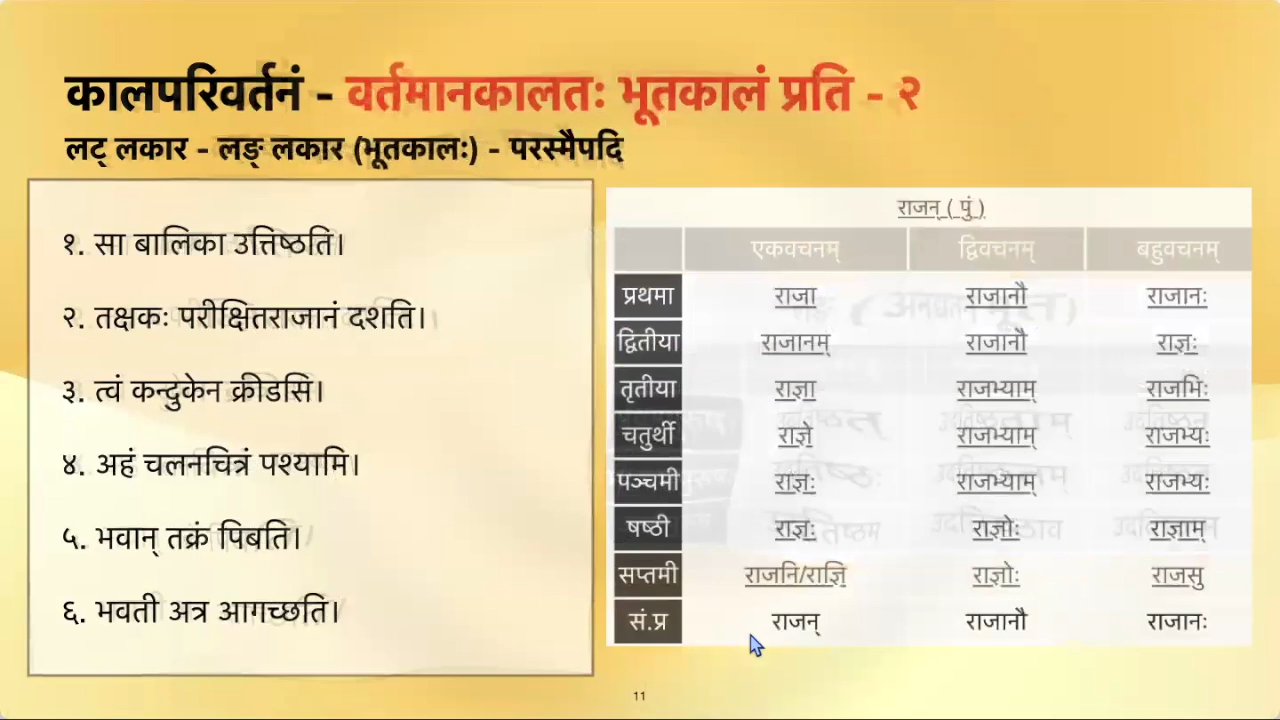 कालपरिवर्तनं - वर्तमानकालतः भूतकालं प्रति - २
लट् लकार - लङ् लकार (भूतकालः) - परस्मैपदि
१. सा बालिका उत्तिष्ठति।
२. तक्षकः परीक्षितराजानं दशति।
३. त्वं कन्दुकेन क्रीडसि।
४. अहं चलनचित्रं पश्यामि।
५. भवान् तक्रं पिबति।
६. भवती अत्र आगच्छति।
राजन् ( पुं )
एकवचनम् द्विवचनम् बहुवचनम्
प्रथमा राजा राजानौ राजानः
द्वितीया राजानम् राजानौ राज्ञः
तृतीया राज्ञा राजभ्याम् राजभिः
चतुर्थी राज्ञे राजभ्याम् राजभ्यः
पञ्चमी राज्ञः राजभ्याम् राजभ्यः
षष्ठी राज्ञः राज्ञोः राज्ञाम्
सप्तमी राजनि/राज्ञि राज्ञोः राजसु
सं.प्र राजन् राजानौ राजानः
11